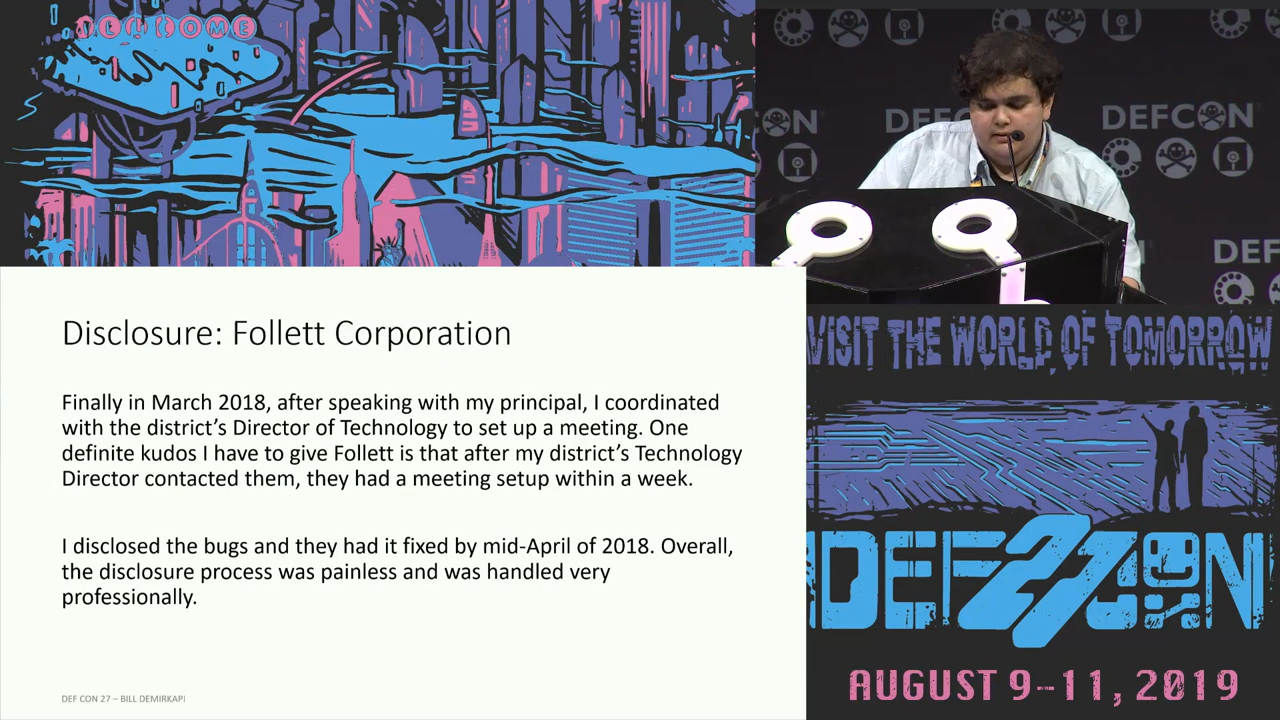 WELCOME
DEFCON
DEFCON
DEFCON
DEF
Disclosure: Follett Corporation
Finally in March 2018, after speaking with my principal, I coordinated
with the district's Director of Technology to set up a meeting. One
definite kudos I have to give Follett is that after my district's Technology
Director contacted them, they had a meeting setup within a week.
I disclosed the bugs and they had it fixed by mid-April of 2018. Overall,
the disclosure process was painless and was handled very
professionally.
DEF CON 27 – BILL DEMIRKAPI
VISIT THE WORLD OF TOMORROW
DEF27CON
AUGUST 9-11, 2019